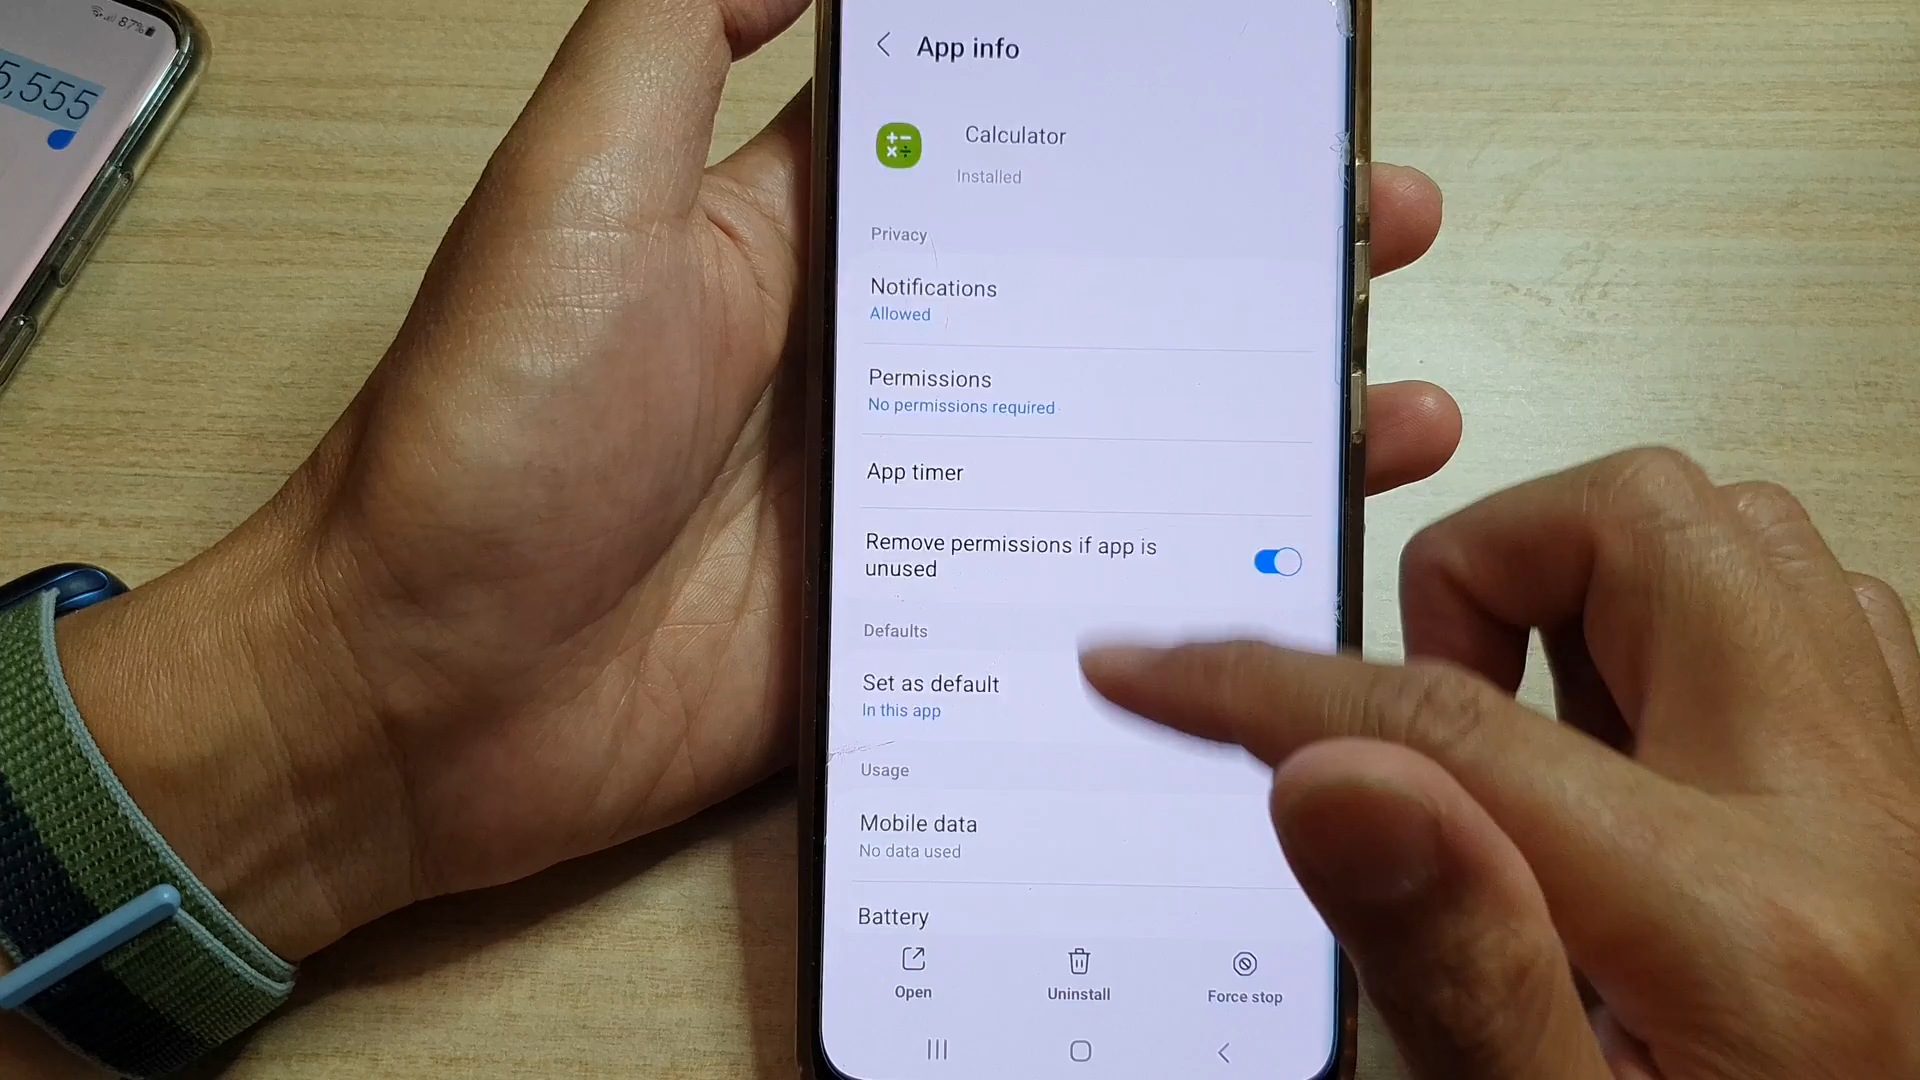 87%
5,555
App info
Calculator
Installed
Privacy
Notifications
Allowed
Permissions
No permissions required
App timer
Remove permissions if app is
unused
Defaults
Set as default
In this app
Usage
Mobile data
No data used
Battery
Open
Uninstall
Force stop